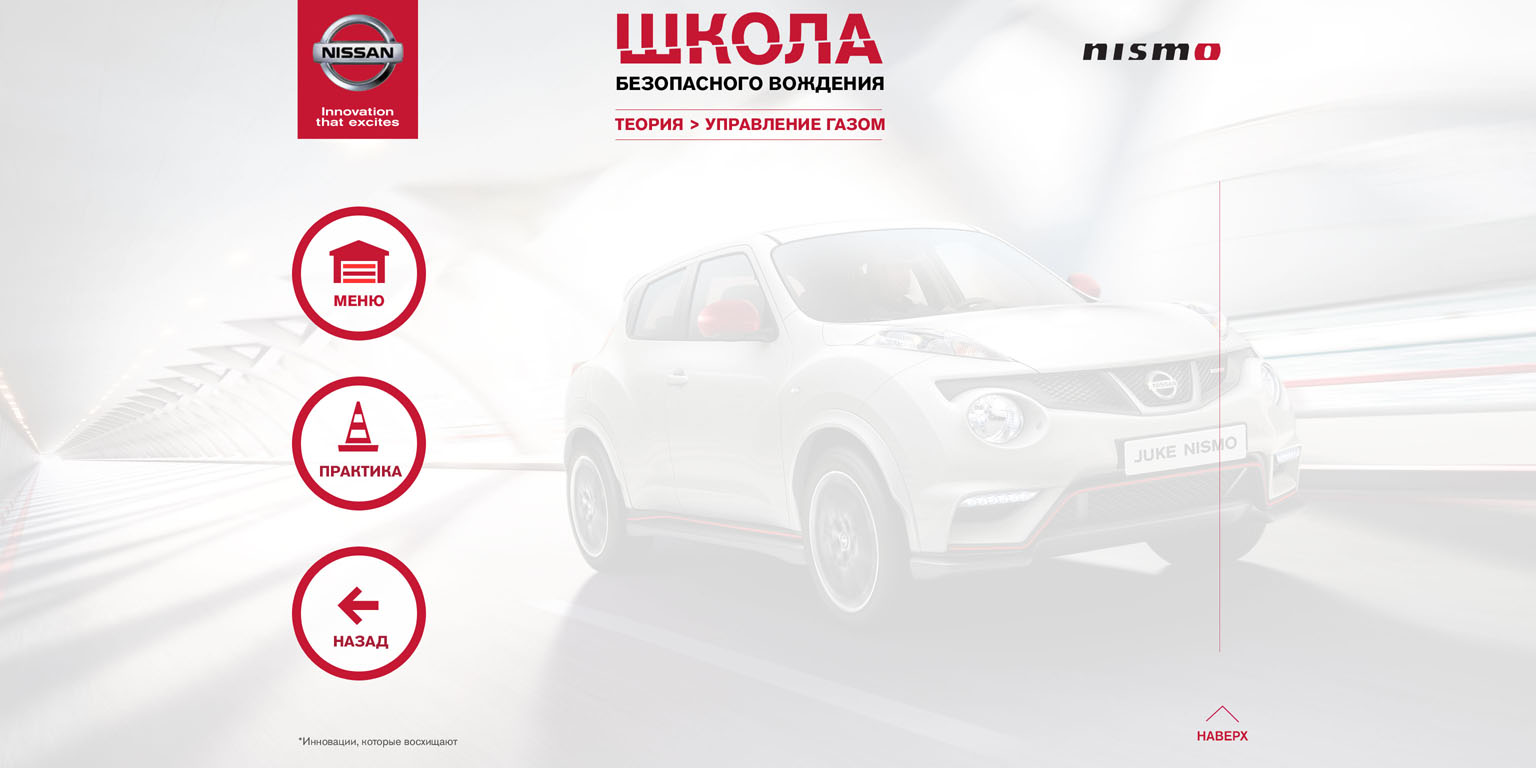 NISSAN
Innovation
that excites
ШКОЛА
БЕЗОПАСНОГО ВОЖДЕНИЯ
ТЕОРИЯ > УПРАВЛЕНИЕ ГАЗОМ
nismo
МЕНЮ
ПРАКТИКА
НАЗАД
NISSAN
JUKE NISMO
*Инновации, которые восхищают
НАВЕРХ